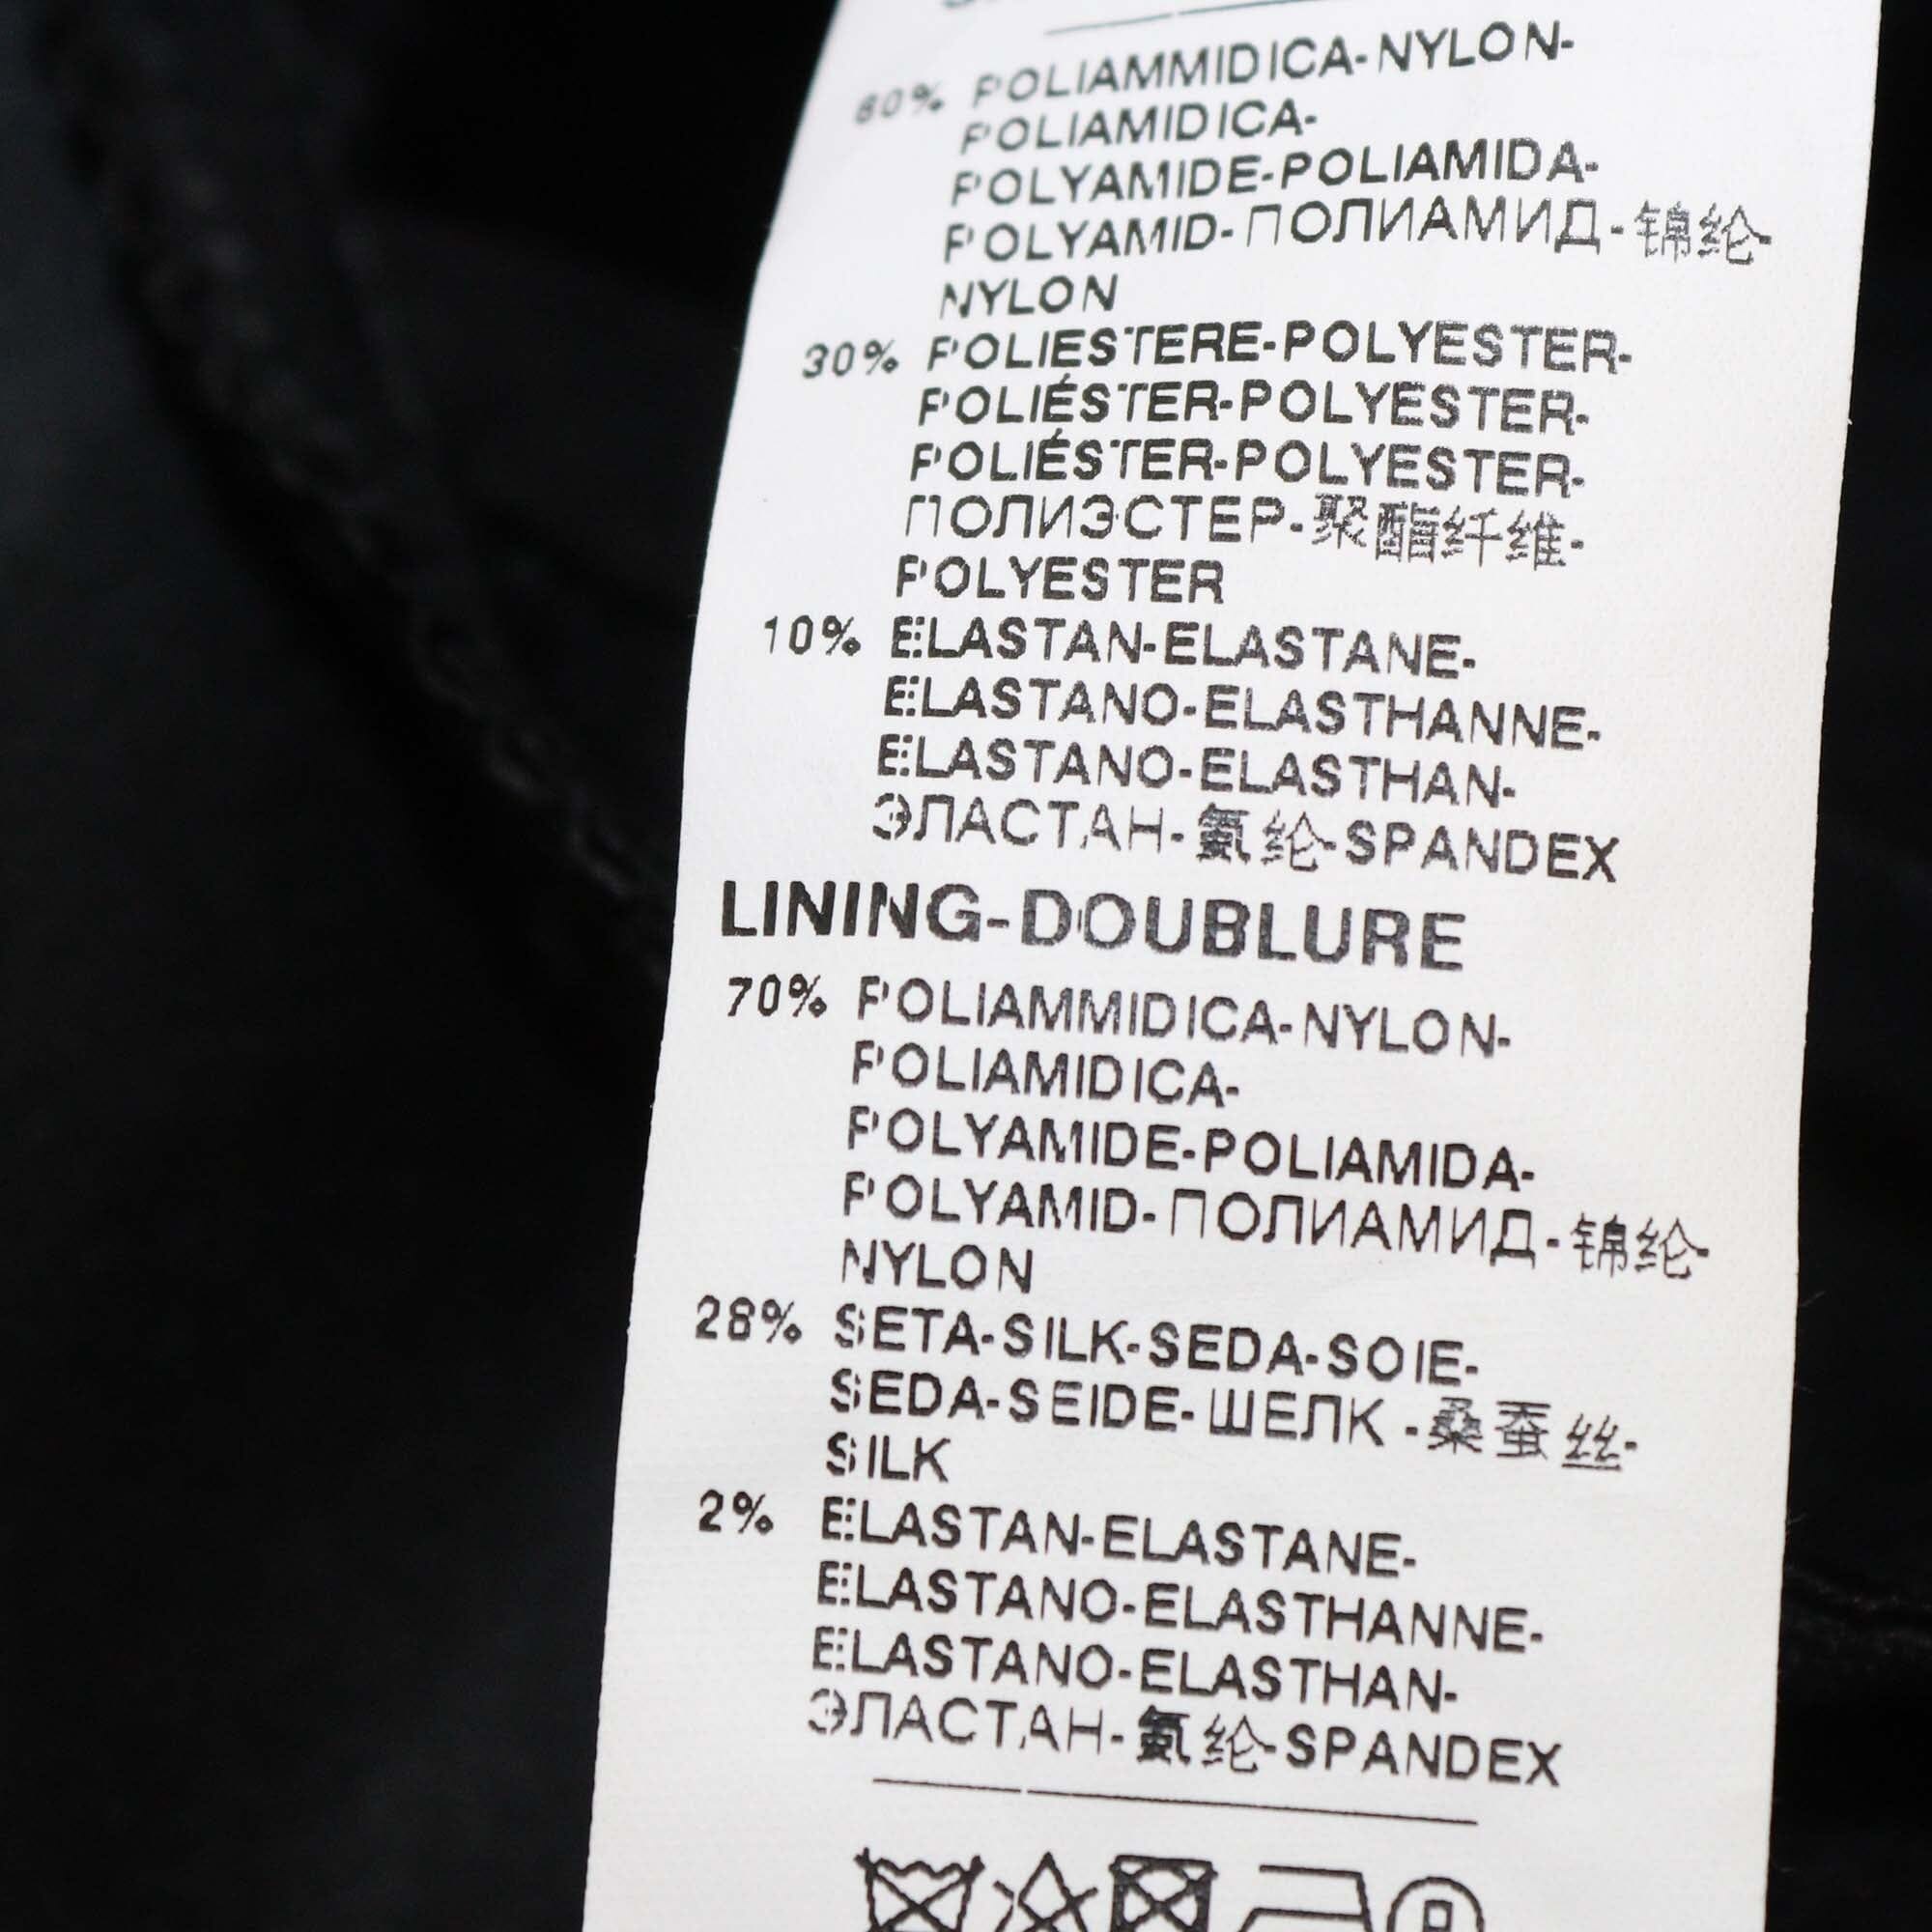 60% POLIAMMIDICA-NYLON-
POLIAMIDICA-
POLYAMIDE-POLIAMIDA-
POLYAMID-ПОЛИАМИД-锦纶-
NYLON
30% POLIESTERE-POLYESTER-
POLIÉSTER-POLYESTER-
POLIÉSTER-POLYESTER-
ПОЛИЭСТЕР-聚酯纤维-
POLYESTER
10% ELASTAN-ELASTANE-
ELASTANO-ELASTHANNE-
ELASTANO-ELASTHAN-
ЭЛАСТАН-氨纶-SPANDEX
LINING-DOUBLURE
70% POLIAMMIDICA-NYLON-
POLIAMIDICA-
POLYAMIDE-POLIAMIDA-
POLYAMID-ПОЛИАМИД-锦纶-
NYLON
28% SETA-SILK-SEDA-SOIE-
SEDA-SEIDE-ШЕЛК-桑蚕丝-
SILK
2% ELASTAN-ELASTANE-
ELASTANO-ELASTHANNE-
ELASTANO-ELASTHAN-
ЭЛАСТАН-氨纶-SPANDEX